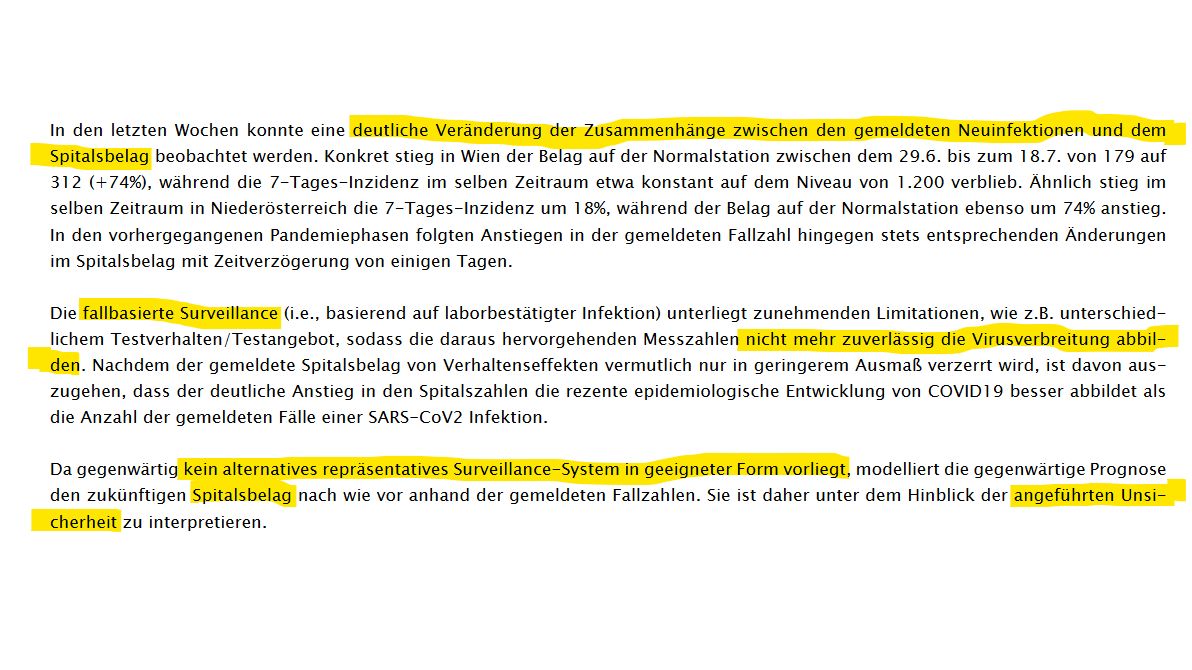 In den letzten Wochen konnte eine deutliche Veränderung der Zusammenhänge zwischen den gemeldeten Neuinfektionen und dem
Spitalsbelag beobachtet werden. Konkret stieg in Wien der Belag auf der Normalstation zwischen dem 29.6. bis zum 18.7. von 179 auf
312 (+74%), während die 7-Tages-Inzidenz im selben Zeitraum etwa konstant auf dem Niveau von 1.200 verblieb. Ähnlich stieg im
selben Zeitraum in Niederösterreich die 7-Tages-Inzidenz um 18%, während der Belag auf der Normalstation ebenso um 74% anstieg.
In den vorhergegangenen Pandemiephasen folgten Anstiegen in der gemeldeten Fallzahl hingegen stets entsprechenden Änderungen
im Spitalsbelag mit Zeitverzögerung von einigen Tagen.
Die fallbasierte Surveillance (i.e., basierend auf laborbestätigter Infektion) unterliegt zunehmenden Limitationen, wie z.B. unterschied-
lichem Testverhalten/Testangebot, sodass die daraus hervorgehenden Messzahlen nicht mehr zuverlässig die Virusverbreitung abbil-
den. Nachdem der gemeldete Spitalsbelag von Verhaltenseffekten vermutlich nur in geringerem Ausmaß verzerrt wird, ist davon aus-
zugehen, dass der deutliche Anstieg in den Spitalszahlen die rezente epidemiologische Entwicklung von COVID19 besser abbildet als
die Anzahl der gemeldeten Fälle einer SARS-CoV2 Infektion.
Da gegenwärtig kein alternatives repräsentatives Surveillance-System in geeigneter Form vorliegt, modelliert die gegenwärtige Prognose
den zukünftigen Spitalsbelag nach wie vor anhand der gemeldeten Fallzahlen. Sie ist daher unter dem Hinblick der angeführten Unsi-
cherheit zu interpretieren.